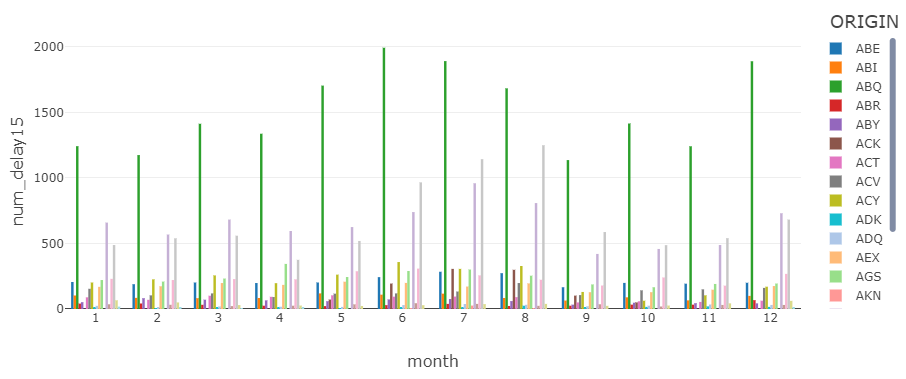 ORIGIN
ABE
ABI
ABQ
ABR
ABY
ACK
ACT
ACV
ACY
ADK
ADQ
AEX
AGS
AKN
2000
1500
1000
500
0
num_delay15
1 2 3 4 5 6 7 8 9 10 11 12
month